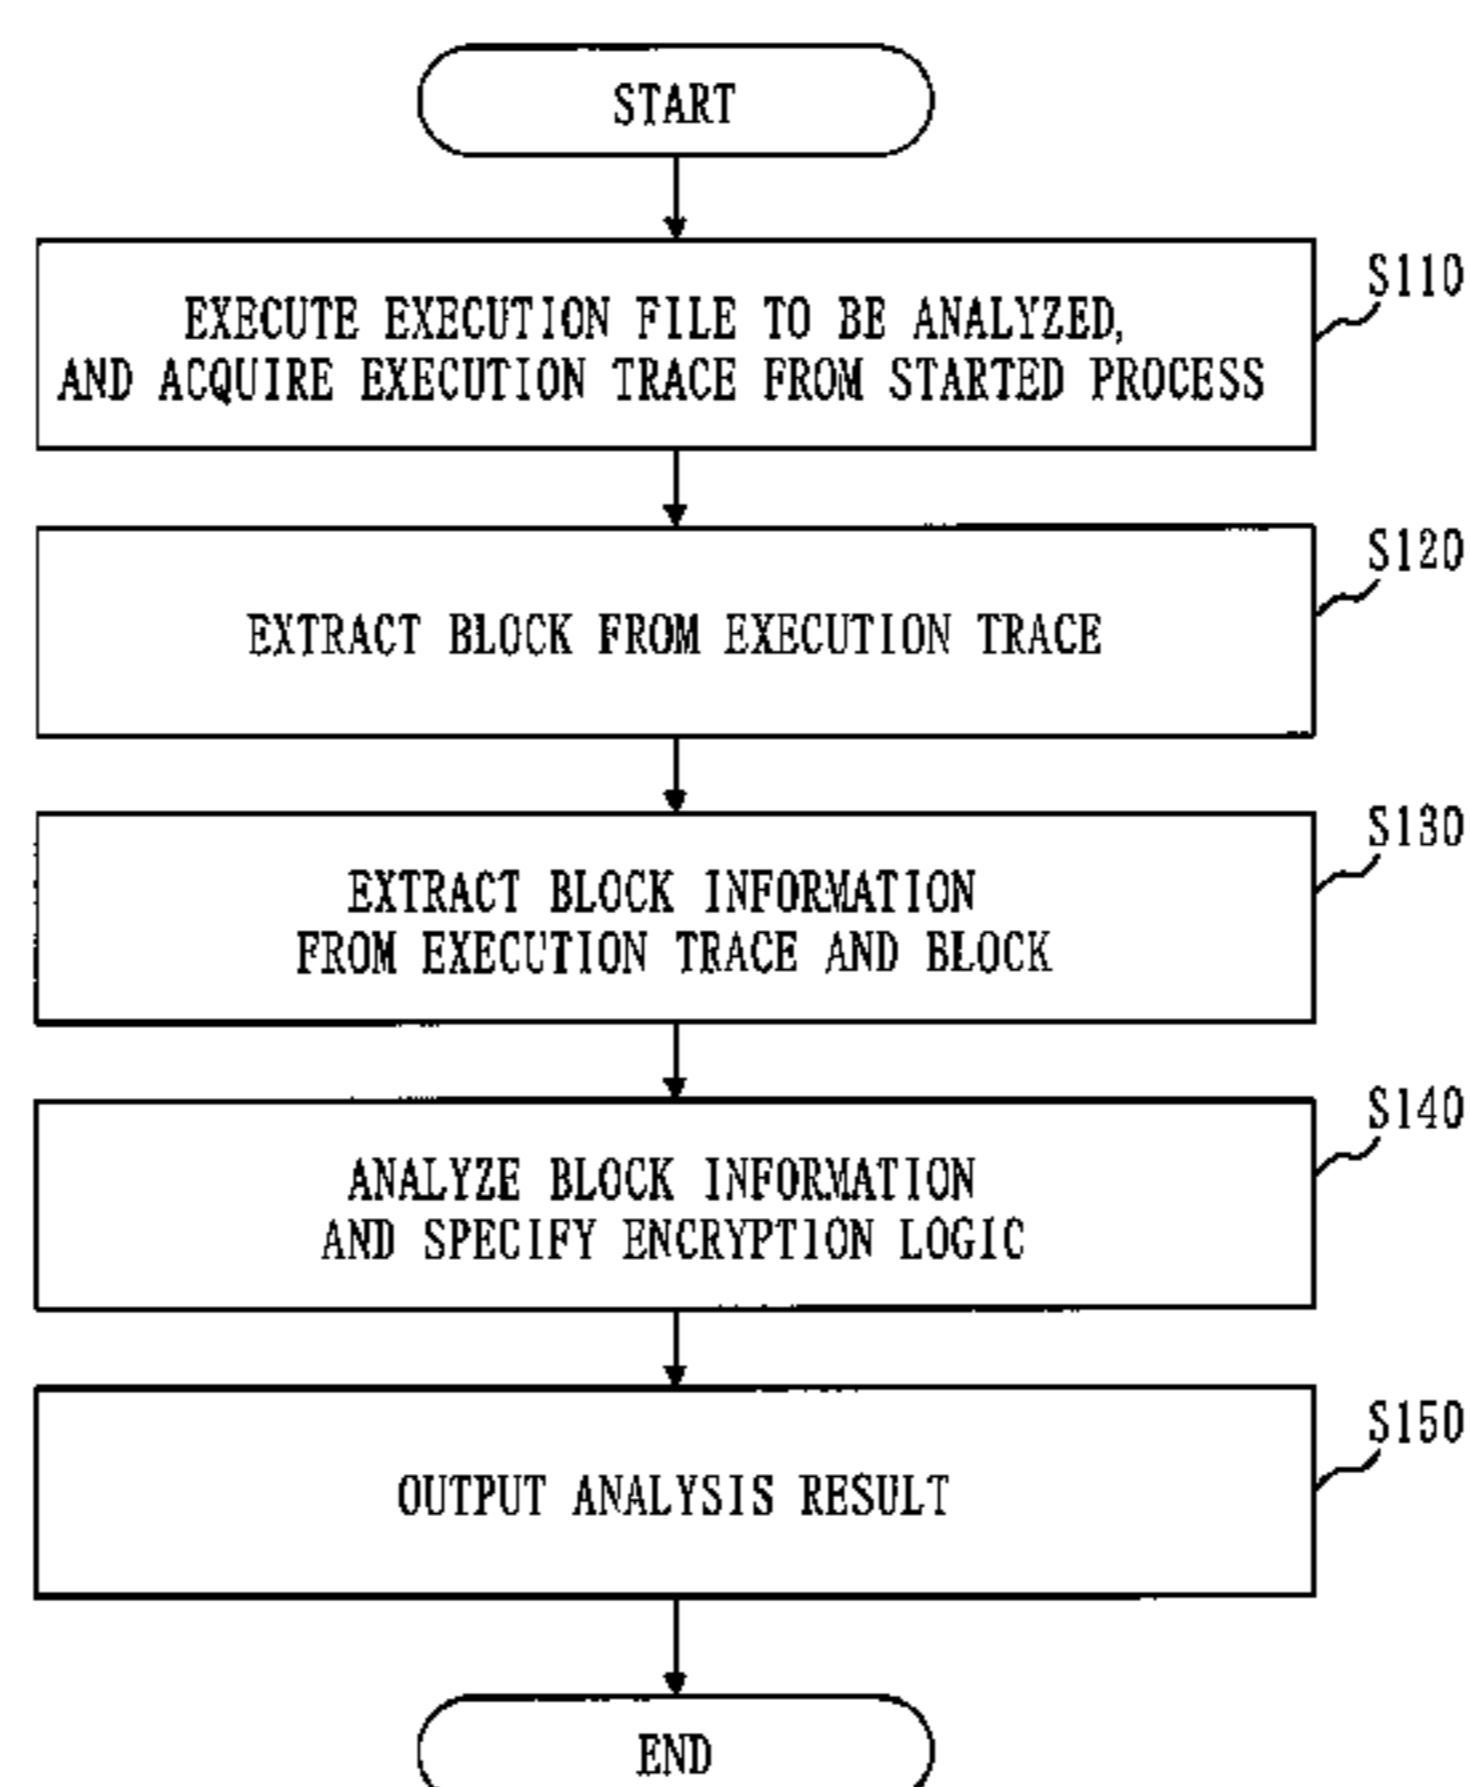 START
S110
EXECUTE EXECUTION FILE TO BE ANALYZED,
AND ACQUIRE EXECUTION TRACE FROM STARTED PROCESS
S120
EXTRACT BLOCK FROM EXECUTION TRACE
S130
EXTRACT BLOCK INFORMATION
FROM EXECUTION TRACE AND BLOCK
S140
ANALYZE BLOCK INFORMATION
AND SPECIFY ENCRYPTION LOGIC
S150
OUTPUT ANALYSIS RESULT
END